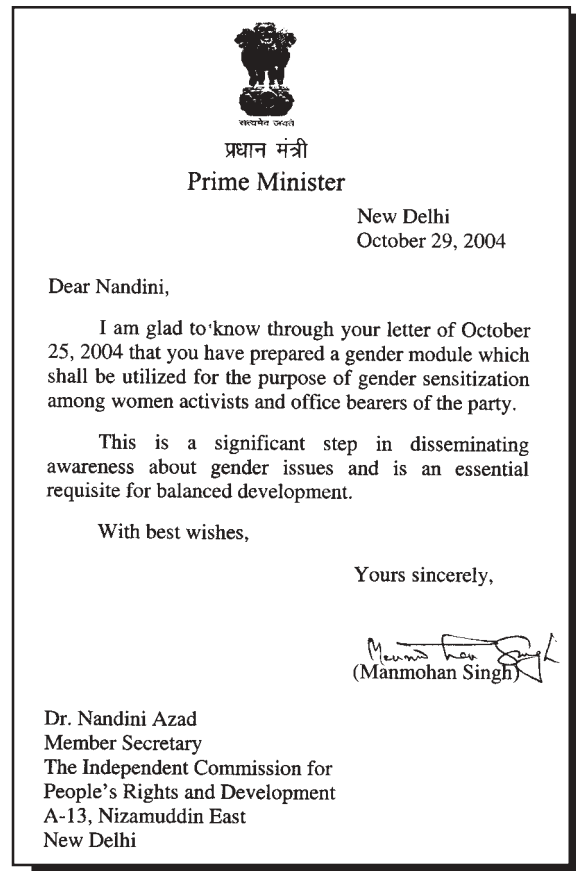 सत्यमेव जयते
प्रधान मंत्री
Prime Minister
New Delhi
October 29, 2004
Dear Nandini,
I am glad to know through your letter of October
25, 2004 that you have prepared a gender module which
shall be utilized for the purpose of gender sensitization
among women activists and office bearers of the party.
This is a significant step in disseminating
awareness about gender issues and is an essential
requisite for balanced development.
With best wishes,
Yours sincerely,
Manmohan Singh
(Manmohan Singh)
Dr. Nandini Azad
Member Secretary
The Independent Commission for
People's Rights and Development
A-13, Nizamuddin East
New Delhi